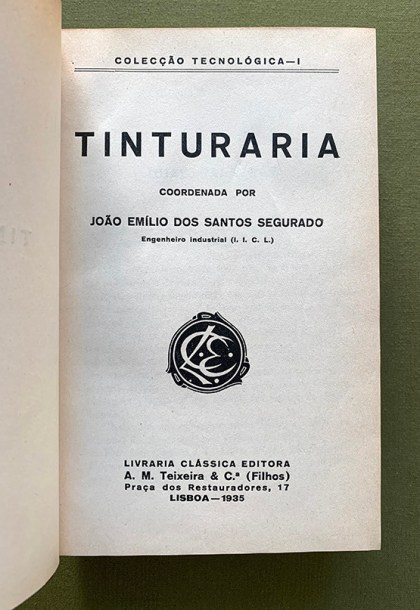 COLECÇÃO TECNOLÓGICA—I
TINTURARIA
COORDENADA POR
JOÃO EMÍLIO DOS SANTOS SEGURADO
Engenheiro industrial (I. I. C. L.)
LIVRARIA CLÁSSICA EDITORA
A. M. Teixeira & C.ª (Filhos)
Praça dos Restauradores, 17
LISBOA—1935